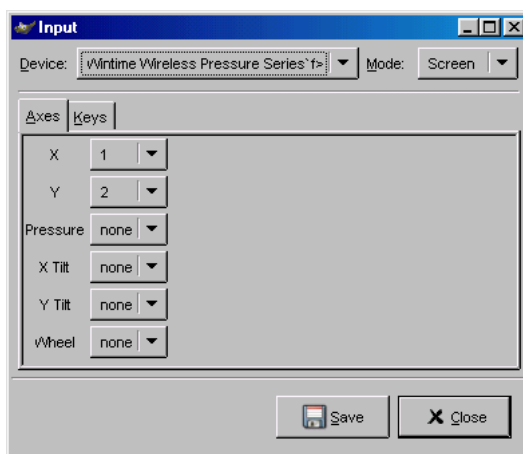 Input
Device: Wintime Wireless Pressure Series`f> Mode: Screen
Axes Keys
X 1
Y 2
Pressure none
X Tilt none
Y Tilt none
Wheel none
Save Close